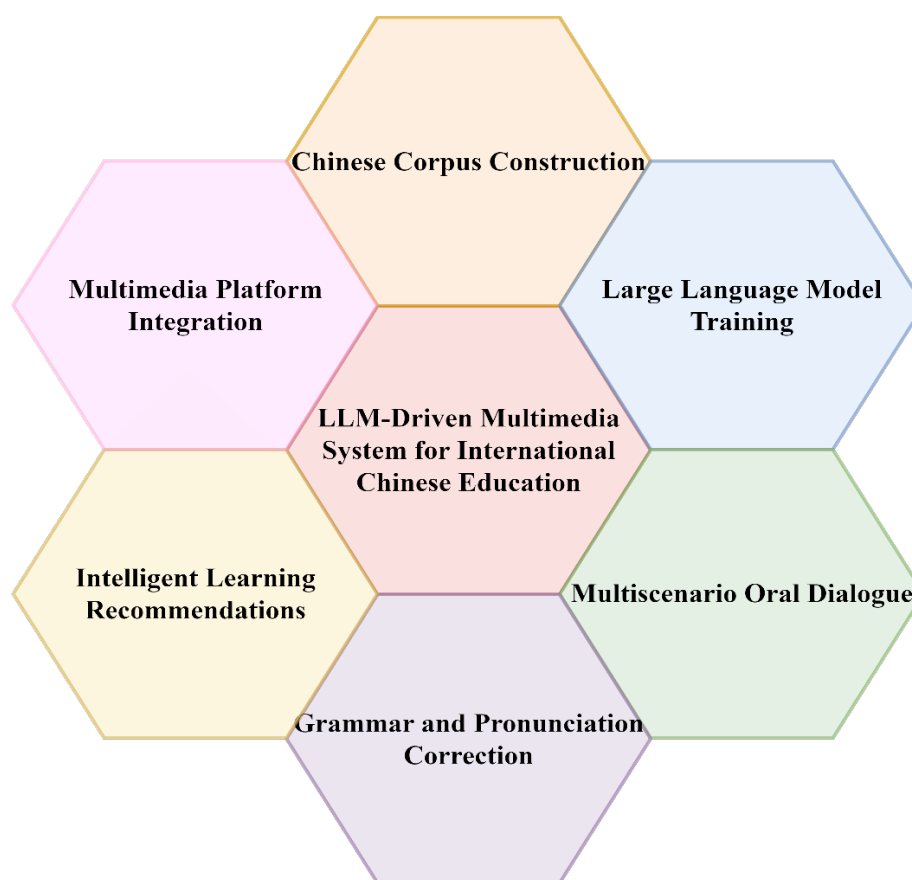 Chinese Corpus Construction
Multimedia Platform
Integration
Large Language Model
Training
LLM-Driven Multimedia
System for International
Chinese Education
Intelligent Learning
Recommendations
Multiscenario Oral Dialogue
Grammar and Pronunciation
Correction